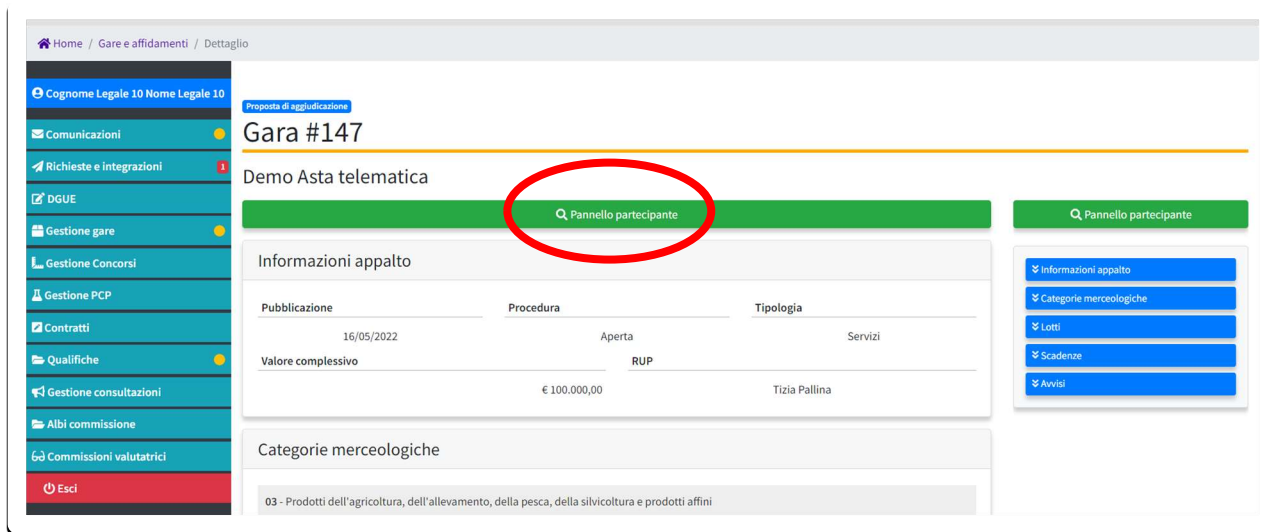 Home / Gare e affidamenti / Dettaglio
Cognome Legale 10 Nome Legale 10
Comunicazioni
Richieste e integrazioni 1
DGUE
Gestione gare
Gestione Concorsi
Gestione PCP
Contratti
Qualifiche
Gestione consultazioni
Albi commissione
Commissioni valutatrici
Esci
Proposta di aggiudicazione
Gara #147
Demo Asta telematica
Pannello partecipante
Informazioni appalto
Pubblicazione Procedura Tipologia
16/05/2022 Aperta Servizi
Valore complessivo RUP
€ 100.000,00 Tizia Pallina
Categorie merceologiche
03 - Prodotti dell'agricoltura, dell'allevamento, della pesca, della silvicoltura e prodotti affini
Pannello partecipante
Informazioni appalto
Categorie merceologiche
Lotti
Scadenze
Avvisi